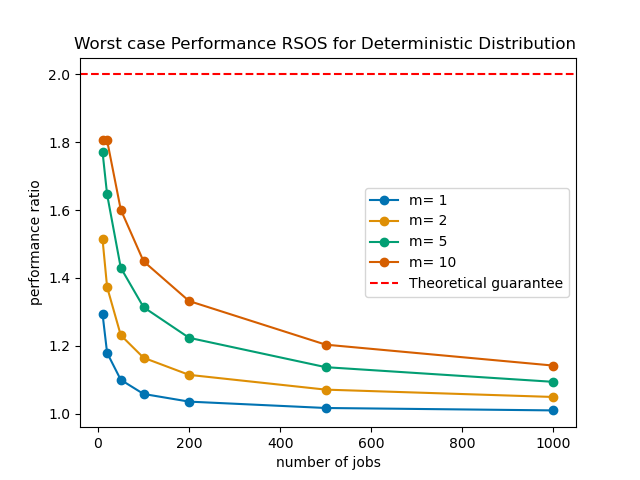 Worst case Performance RSOS for Deterministic Distribution
performance ratio
2.0
1.8
1.6
1.4
1.2
1.0
m= 1
m= 2
m= 5
m= 10
Theoretical guarantee
0 200 400 600 800 1000
number of jobs